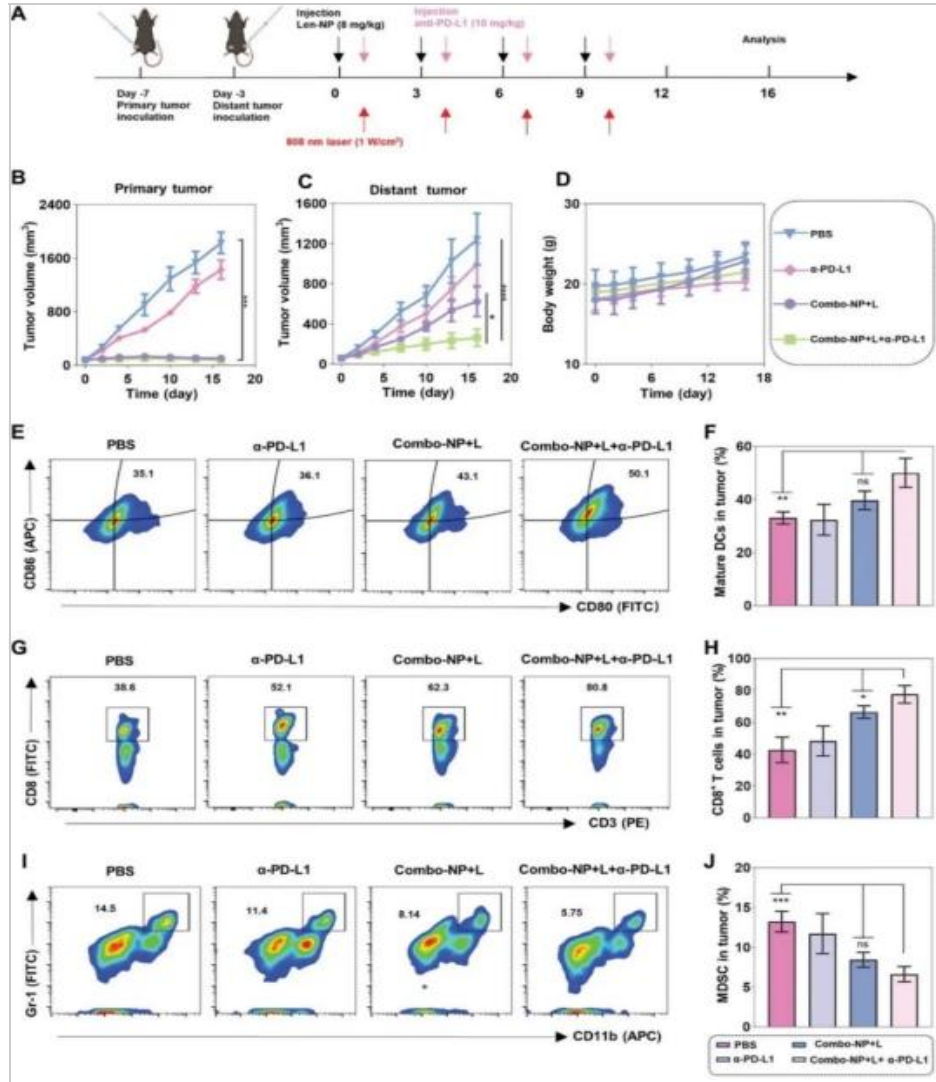 A
Injection
Len-NP (8 mg/kg)
Injection
anti-PD-L1 (10 mg/kg)
Analysis
Day -7
Primary tumor
inoculation
Day -3
Distant tumor
inoculation
0 3 6 9 12 16
808 nm laser (1 W/cm²)
B
Primary tumor
Tumor volume (mm³)
2400
1600
800
0
0 5 10 15 20
Time (day)
***
C
Distant tumor
Tumor volume (mm³)
1600
1200
800
400
0
0 5 10 15 20
Time (day)
*
****
D
Body weight (g)
30
20
10
0 6 12 18
Time (day)
PBS
α-PD-L1
Combo-NP+L
Combo-NP+L+α-PD-L1
E
PBS α-PD-L1 Combo-NP+L Combo-NP+L+α-PD-L1
35.1 36.1 43.1 50.1
CD86 (APC)
CD80 (FITC)
F
Mature DCs in tumor (%)
60
40
20
0
** ns
G
PBS α-PD-L1 Combo-NP+L Combo-NP+L+α-PD-L1
38.6 52.1 62.3 80.8
CD8 (FITC)
CD3 (PE)
H
CD8⁺ T cells in tumor (%)
100
80
60
40
20
0
** *
I
PBS α-PD-L1 Combo-NP+L Combo-NP+L+α-PD-L1
14.5 11.4 8.14 5.75
Gr-1 (FITC)
CD11b (APC)
J
MDSC in tumor (%)
20
15
10
5
0
*** ns
PBS Combo-NP+L
α-PD-L1 Combo-NP+L+ α-PD-L1